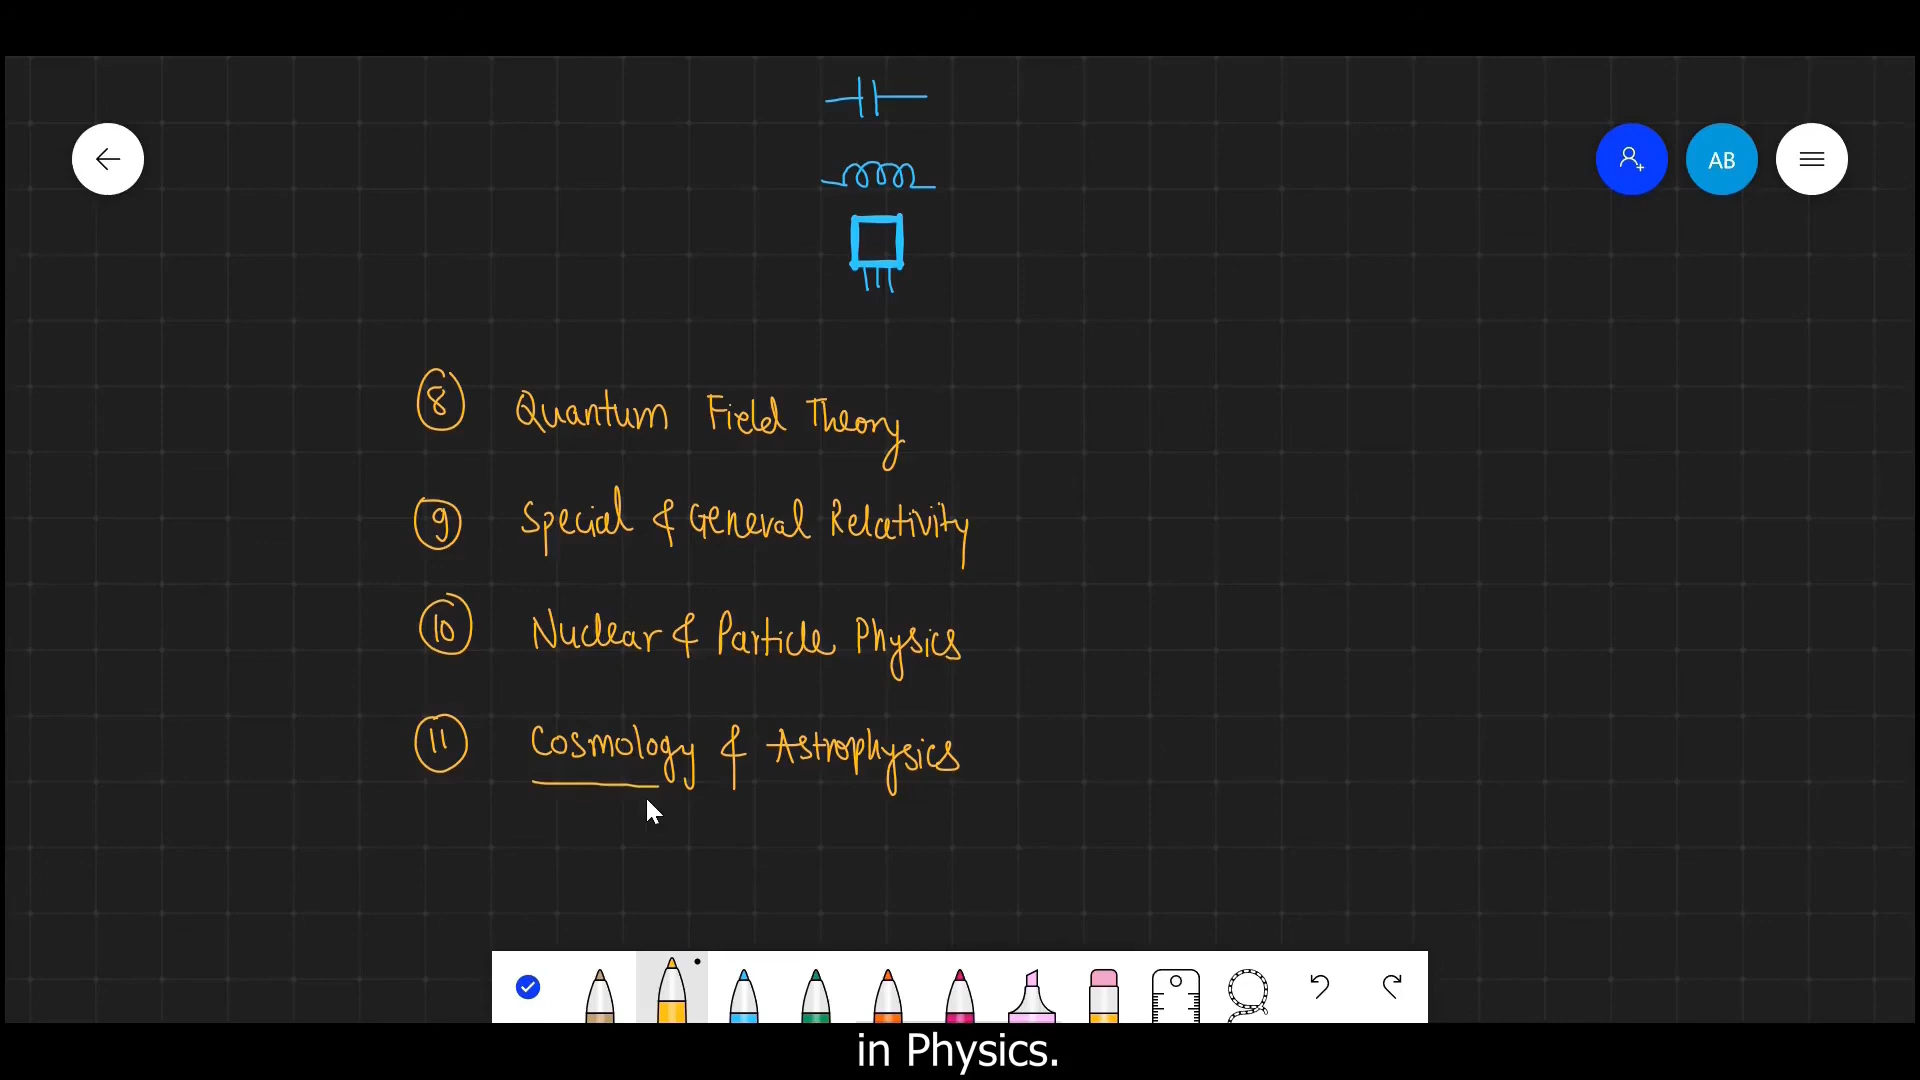 AB
8 Quantum Field Theory
9 Special & General Relativity
10 Nuclear & Particle Physics
11 Cosmology & Astrophysics
in Physics.